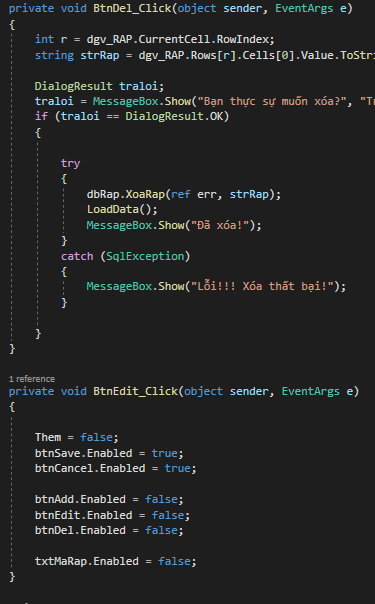 private void BtnDel_Click(object sender, EventArgs e)
{
int r = dgv_RAP.CurrentCell.RowIndex;
string strRap = dgv_RAP.Rows[r].Cells[0].Value.ToStri
DialogResult traloi;
traloi = MessageBox.Show("Bạn thực sự muốn xóa?", "Tr
if (traloi == DialogResult.OK)
{
try
{
dbRap.XoaRap(ref err, strRap);
LoadData();
MessageBox.Show("Đã xóa!");
}
catch (SqlException)
{
MessageBox.Show("Lỗi!!! Xóa thất bại!");
}
}
}
1 reference
private void BtnEdit_Click(object sender, EventArgs e)
{
Them = false;
btnSave.Enabled = true;
btnCancel.Enabled = true;
btnAdd.Enabled = false;
btnEdit.Enabled = false;
btnDel.Enabled = false;
txtMaRap.Enabled = false;
}